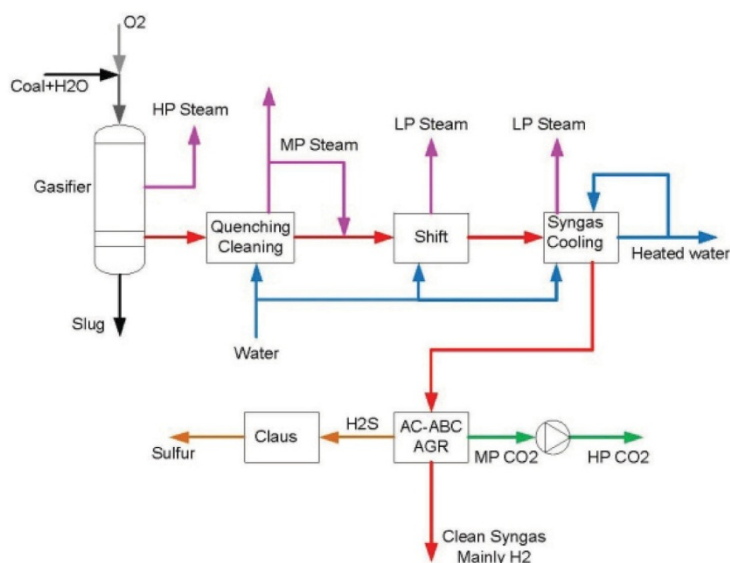 O2
Coal+H2O
HP Steam
MP Steam
LP Steam
LP Steam
Gasifier
Quenching
Cleaning
Shift
Syngas
Cooling
Heated water
Slug
Water
H2S
Claus
AC-ABC
AGR
Sulfur
MP CO2
HP CO2
Clean Syngas
Mainly H2